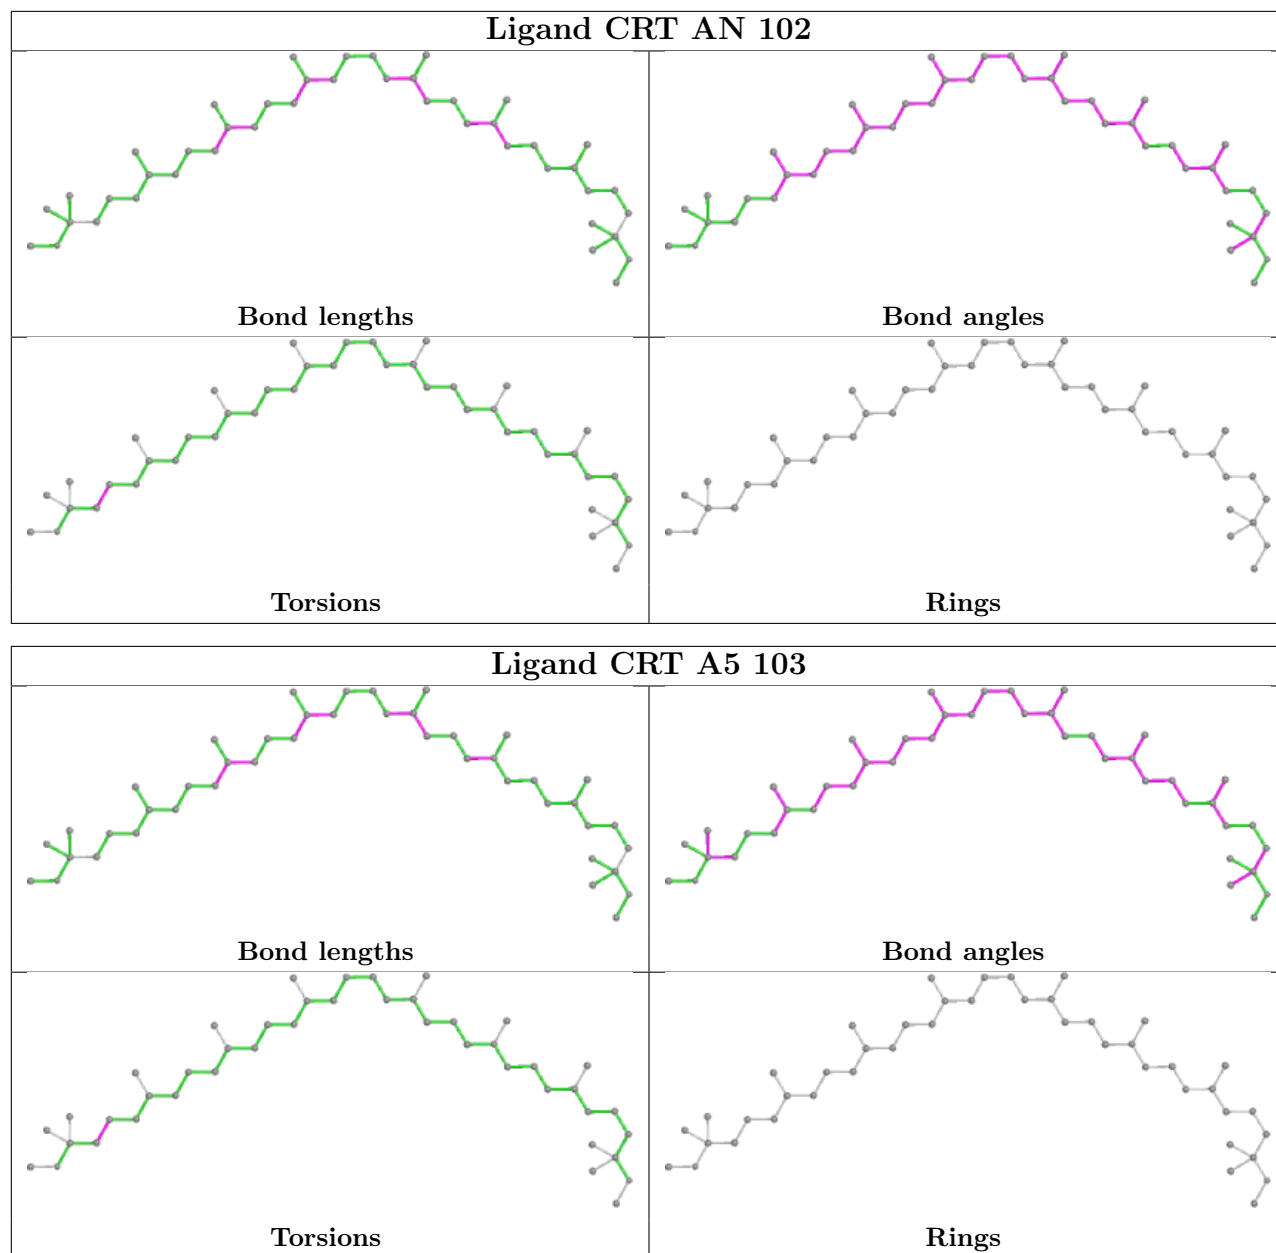 Ligand CRT AN 102
Bond lengths
Bond angles
Torsions
Rings
Ligand CRT A5 103
Bond lengths
Bond angles
Torsions
Rings